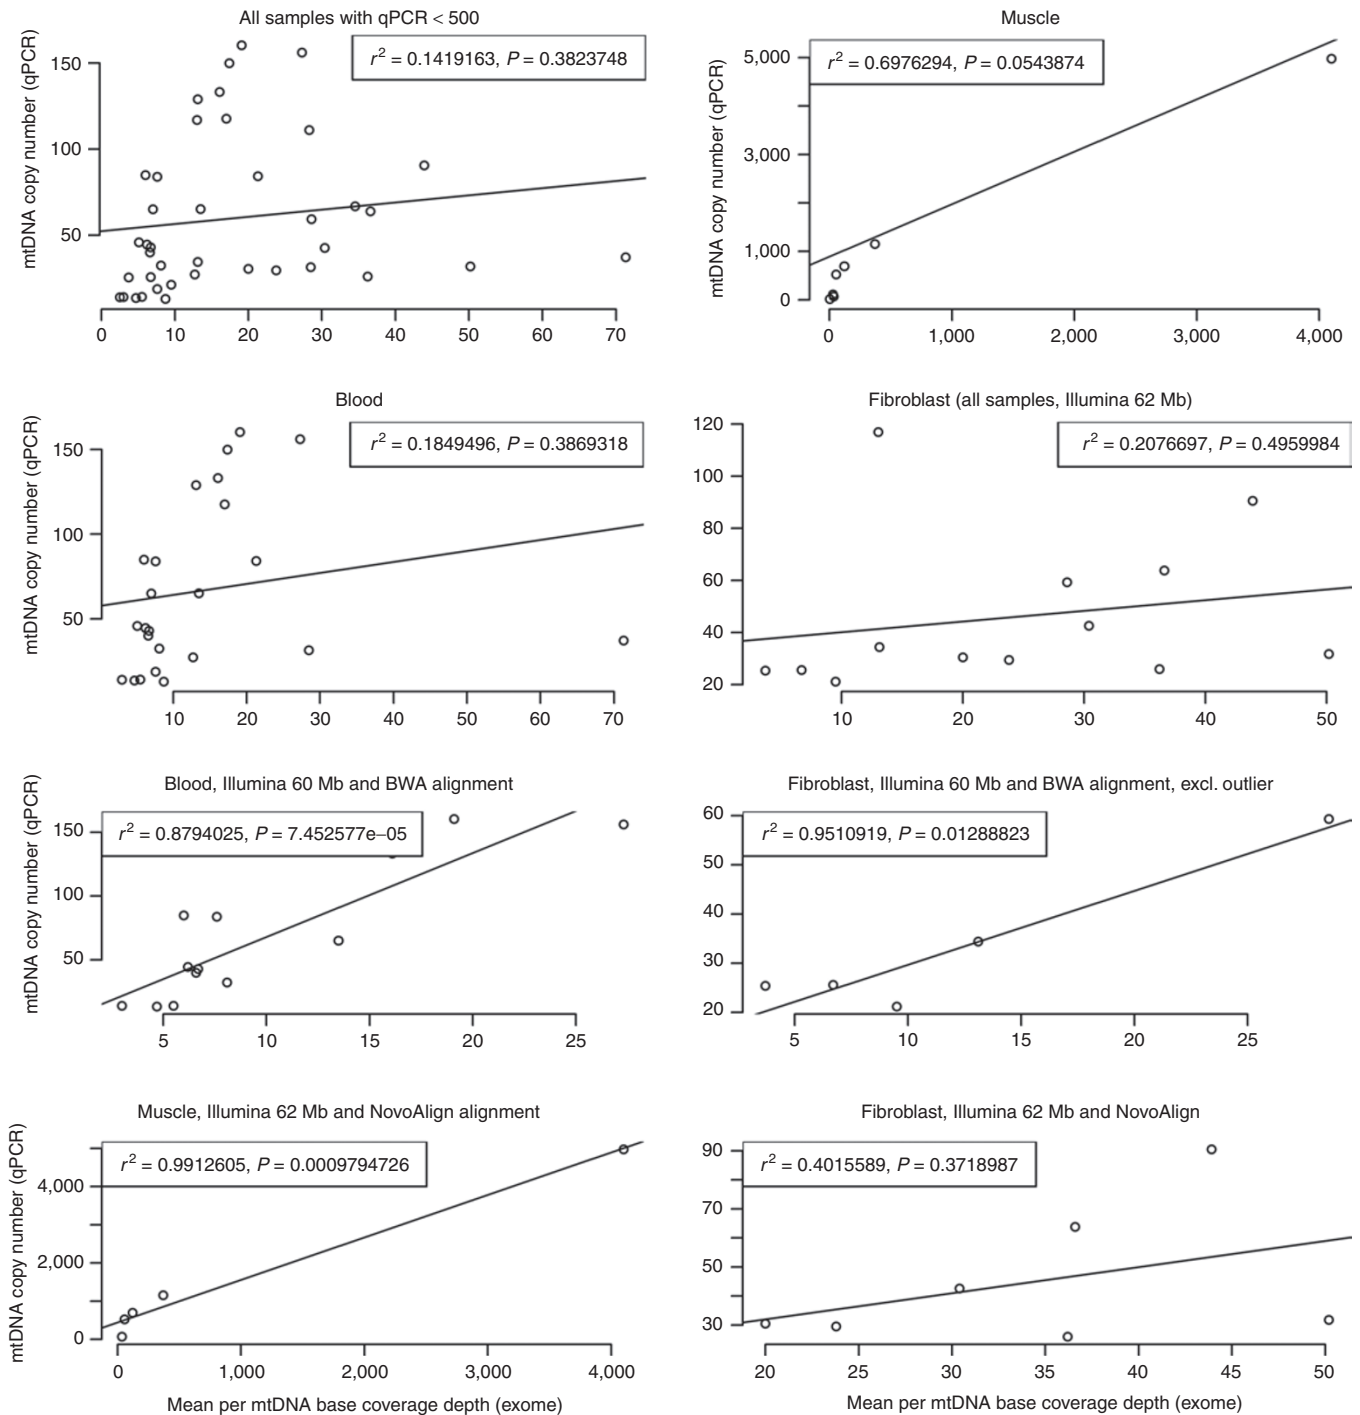 All samples with qPCR < 500
r² = 0.1419163, P = 0.3823748
mtDNA copy number (qPCR)
150
100
50
0 10 20 30 40 50 60 70
Muscle
r² = 0.6976294, P = 0.0543874
mtDNA copy number (qPCR)
5,000
3,000
1,000
0
0 1,000 2,000 3,000 4,000
Blood
r² = 0.1849496, P = 0.3869318
mtDNA copy number (qPCR)
150
100
50
10 20 30 40 50 60 70
Fibroblast (all samples, Illumina 62 Mb)
r² = 0.2076697, P = 0.4959984
120
100
80
60
40
20
10 20 30 40 50
Blood, Illumina 60 Mb and BWA alignment
r² = 0.8794025, P = 7.452577e–05
mtDNA copy number (qPCR)
150
100
50
5 10 15 20 25
Fibroblast, Illumina 60 Mb and BWA alignment, excl. outlier
r² = 0.9510919, P = 0.01288823
60
50
40
30
20
5 10 15 20 25
Muscle, Illumina 62 Mb and NovoAlign alignment
r² = 0.9912605, P = 0.0009794726
mtDNA copy number (qPCR)
4,000
2,000
0
0 1,000 2,000 3,000 4,000
Mean per mtDNA base coverage depth (exome)
Fibroblast, Illumina 62 Mb and NovoAlign
r² = 0.4015589, P = 0.3718987
90
70
50
30
20 25 30 35 40 45 50
Mean per mtDNA base coverage depth (exome)